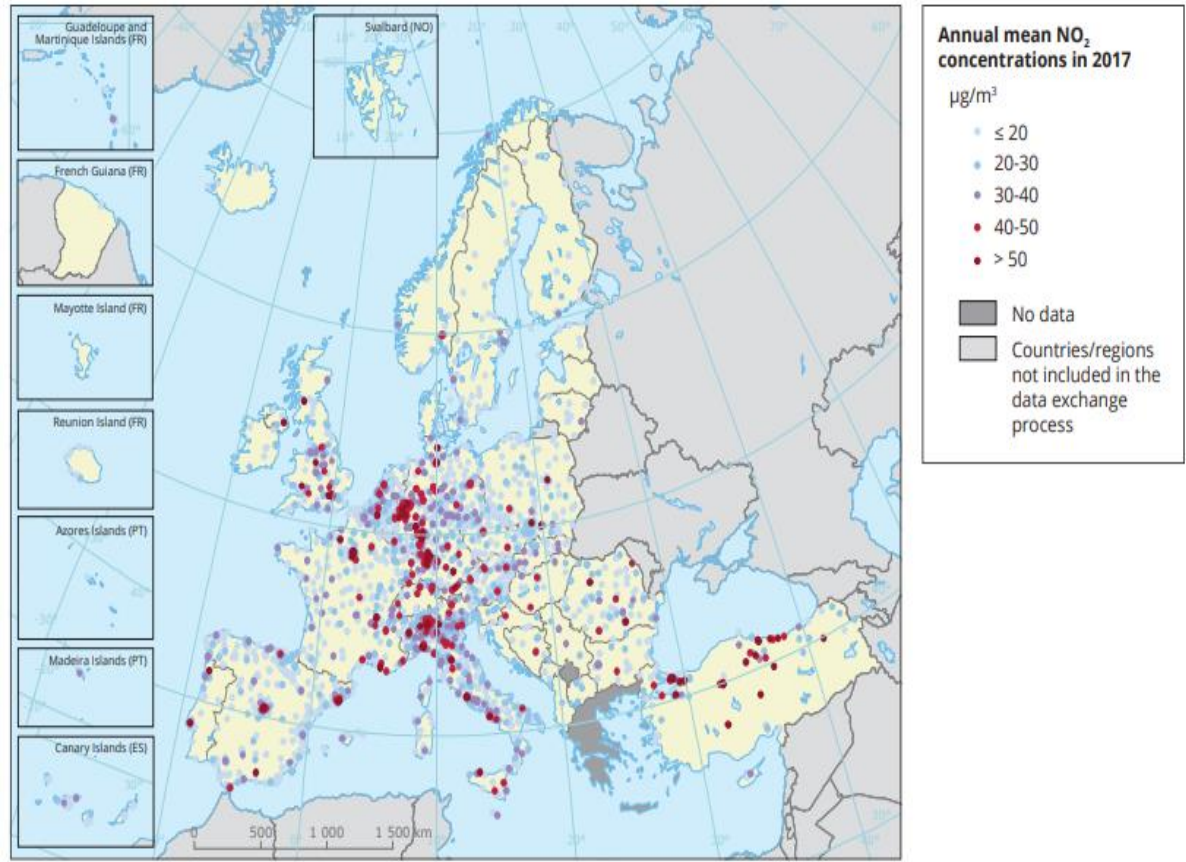 Guadeloupe and
Martinique Islands (FR)
Svalbard (NO)
French Guiana (FR)
Mayotte Island (FR)
Reunion Island (FR)
Azores Islands (PT)
Madeira Islands (PT)
Canary Islands (ES)
0 500 1 000 1 500 km
Annual mean NO₂
concentrations in 2017
µg/m³
≤ 20
20-30
30-40
40-50
> 50
No data
Countries/regions
not included in the
data exchange
process